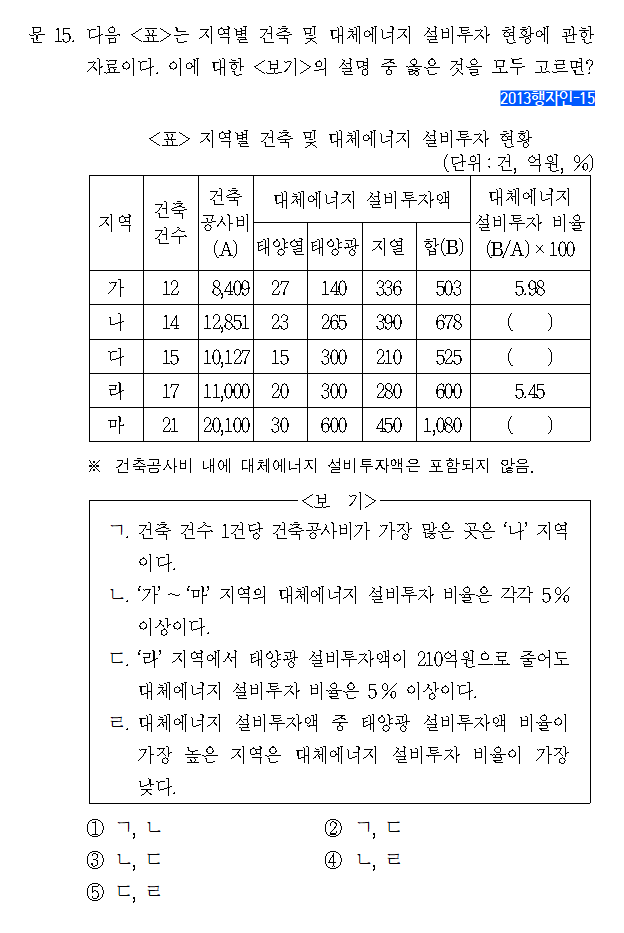 문 15. 다음 <표>는 지역별 건축 및 대체에너지 설비투자 현황에 관한
자료이다. 이에 대한 <보기>의 설명 중 옳은 것을 모두 고르면?
2013행자인-15
<표> 지역별 건축 및 대체에너지 설비투자 현황
(단위 : 건, 억원, %)
지역 건축 건수 건축 공사비 (A) 대체에너지 설비투자액 대체에너지 설비투자 비율 (B/A) × 100
태양열 태양광 지열 합(B)
가 12 8,409 27 140 336 503 5.98
나 14 12,851 23 265 390 678 ( )
다 15 10,127 15 300 210 525 ( )
라 17 11,000 20 300 280 600 5.45
마 21 20,100 30 600 450 1,080 ( )
※ 건축공사비 내에 대체에너지 설비투자액은 포함되지 않음.
<보 기>
ㄱ. 건축 건수 1건당 건축공사비가 가장 많은 곳은 ‘나’ 지역
이다.
ㄴ. ‘가’ ~ ‘마’ 지역의 대체에너지 설비투자 비율은 각각 5%
이상이다.
ㄷ. ‘라’ 지역에서 태양광 설비투자액이 210억원으로 줄어도
대체에너지 설비투자 비율은 5% 이상이다.
ㄹ. 대체에너지 설비투자액 중 태양광 설비투자액 비율이
가장 높은 지역은 대체에너지 설비투자 비율이 가장
낮다.
① ㄱ, ㄴ ② ㄱ, ㄷ
③ ㄴ, ㄷ ④ ㄴ, ㄹ
⑤ ㄷ, ㄹ